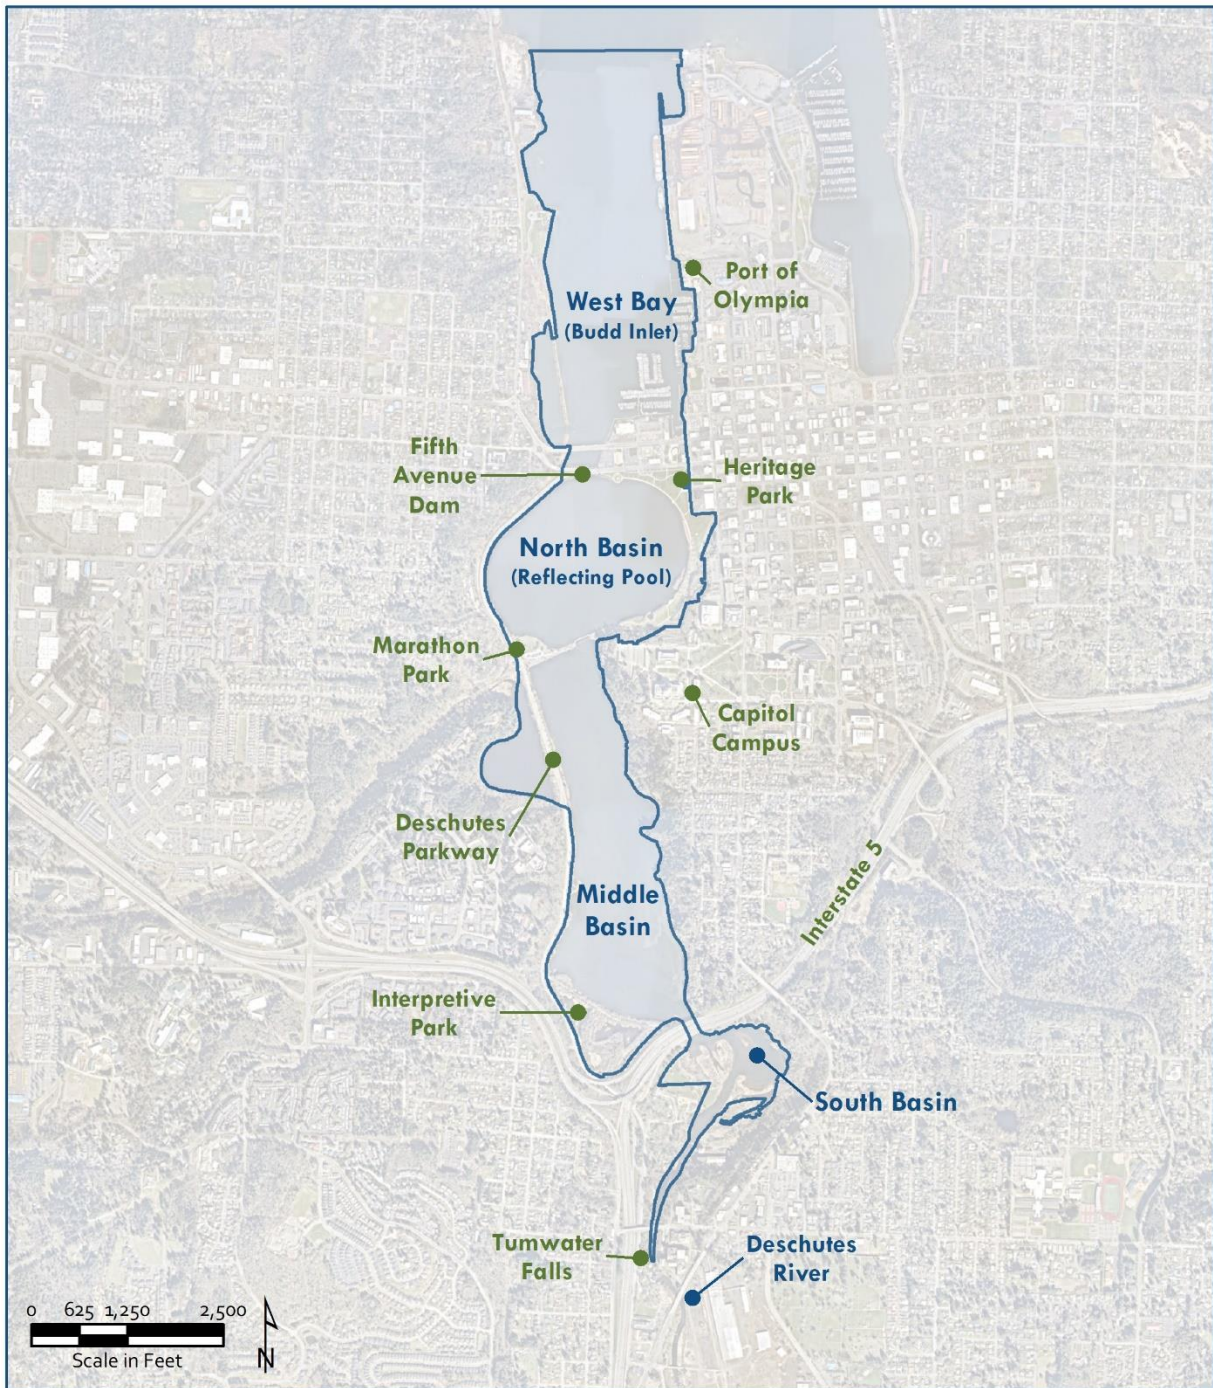 Port of
Olympia
West Bay
(Budd Inlet)
Fifth
Avenue
Dam
Heritage
Park
North Basin
(Reflecting Pool)
Marathon
Park
Capitol
Campus
Deschutes
Parkway
Interstate 5
Middle
Basin
Interpretive
Park
South Basin
Tumwater
Falls
Deschutes
River
0 625 1,250 2,500
Scale in Feet
N